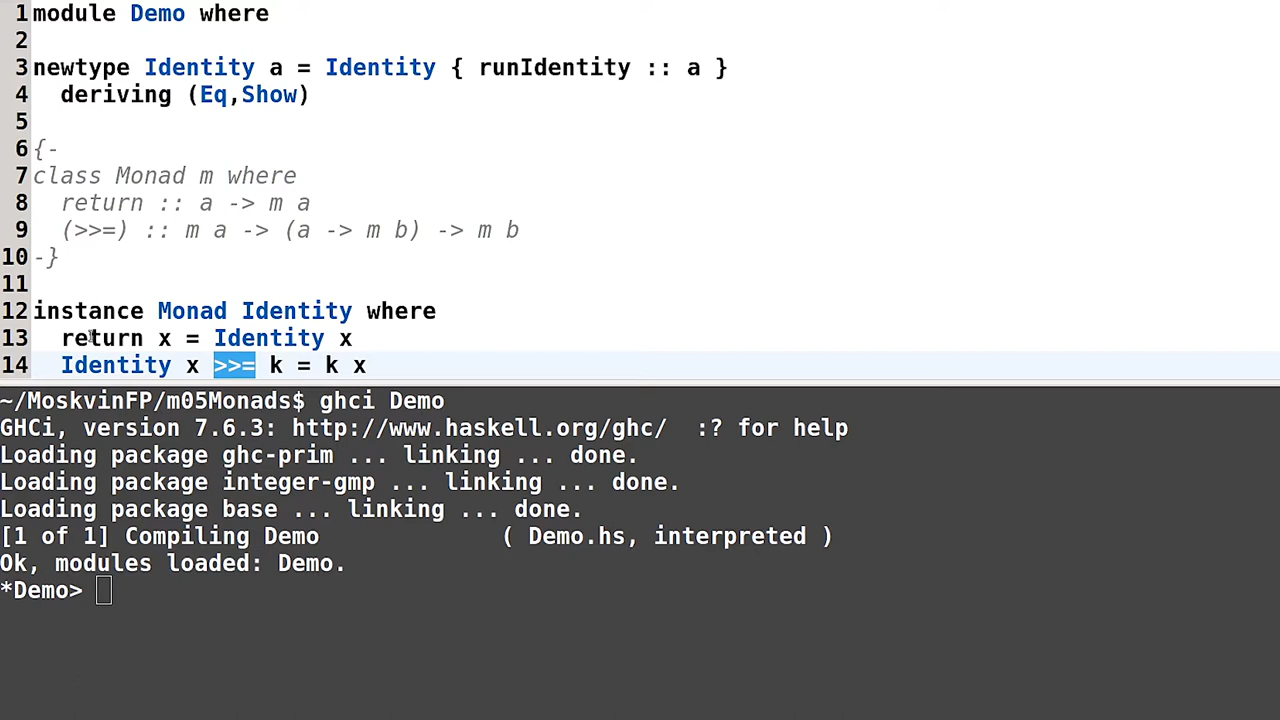 1 module Demo where
2
3 newtype Identity a = Identity { runIdentity :: a }
4   deriving (Eq,Show)
5
6 {-
7 class Monad m where
8   return :: a -> m a
9   (>>=) :: m a -> (a -> m b) -> m b
10 -}
11
12 instance Monad Identity where
13   return x = Identity x
14   Identity x >>= k = k x
~/MoskvinFP/m05Monads$ ghci Demo
GHCi, version 7.6.3: http://www.haskell.org/ghc/  :? for help
Loading package ghc-prim ... linking ... done.
Loading package integer-gmp ... linking ... done.
Loading package base ... linking ... done.
[1 of 1] Compiling Demo             ( Demo.hs, interpreted )
Ok, modules loaded: Demo.
*Demo>